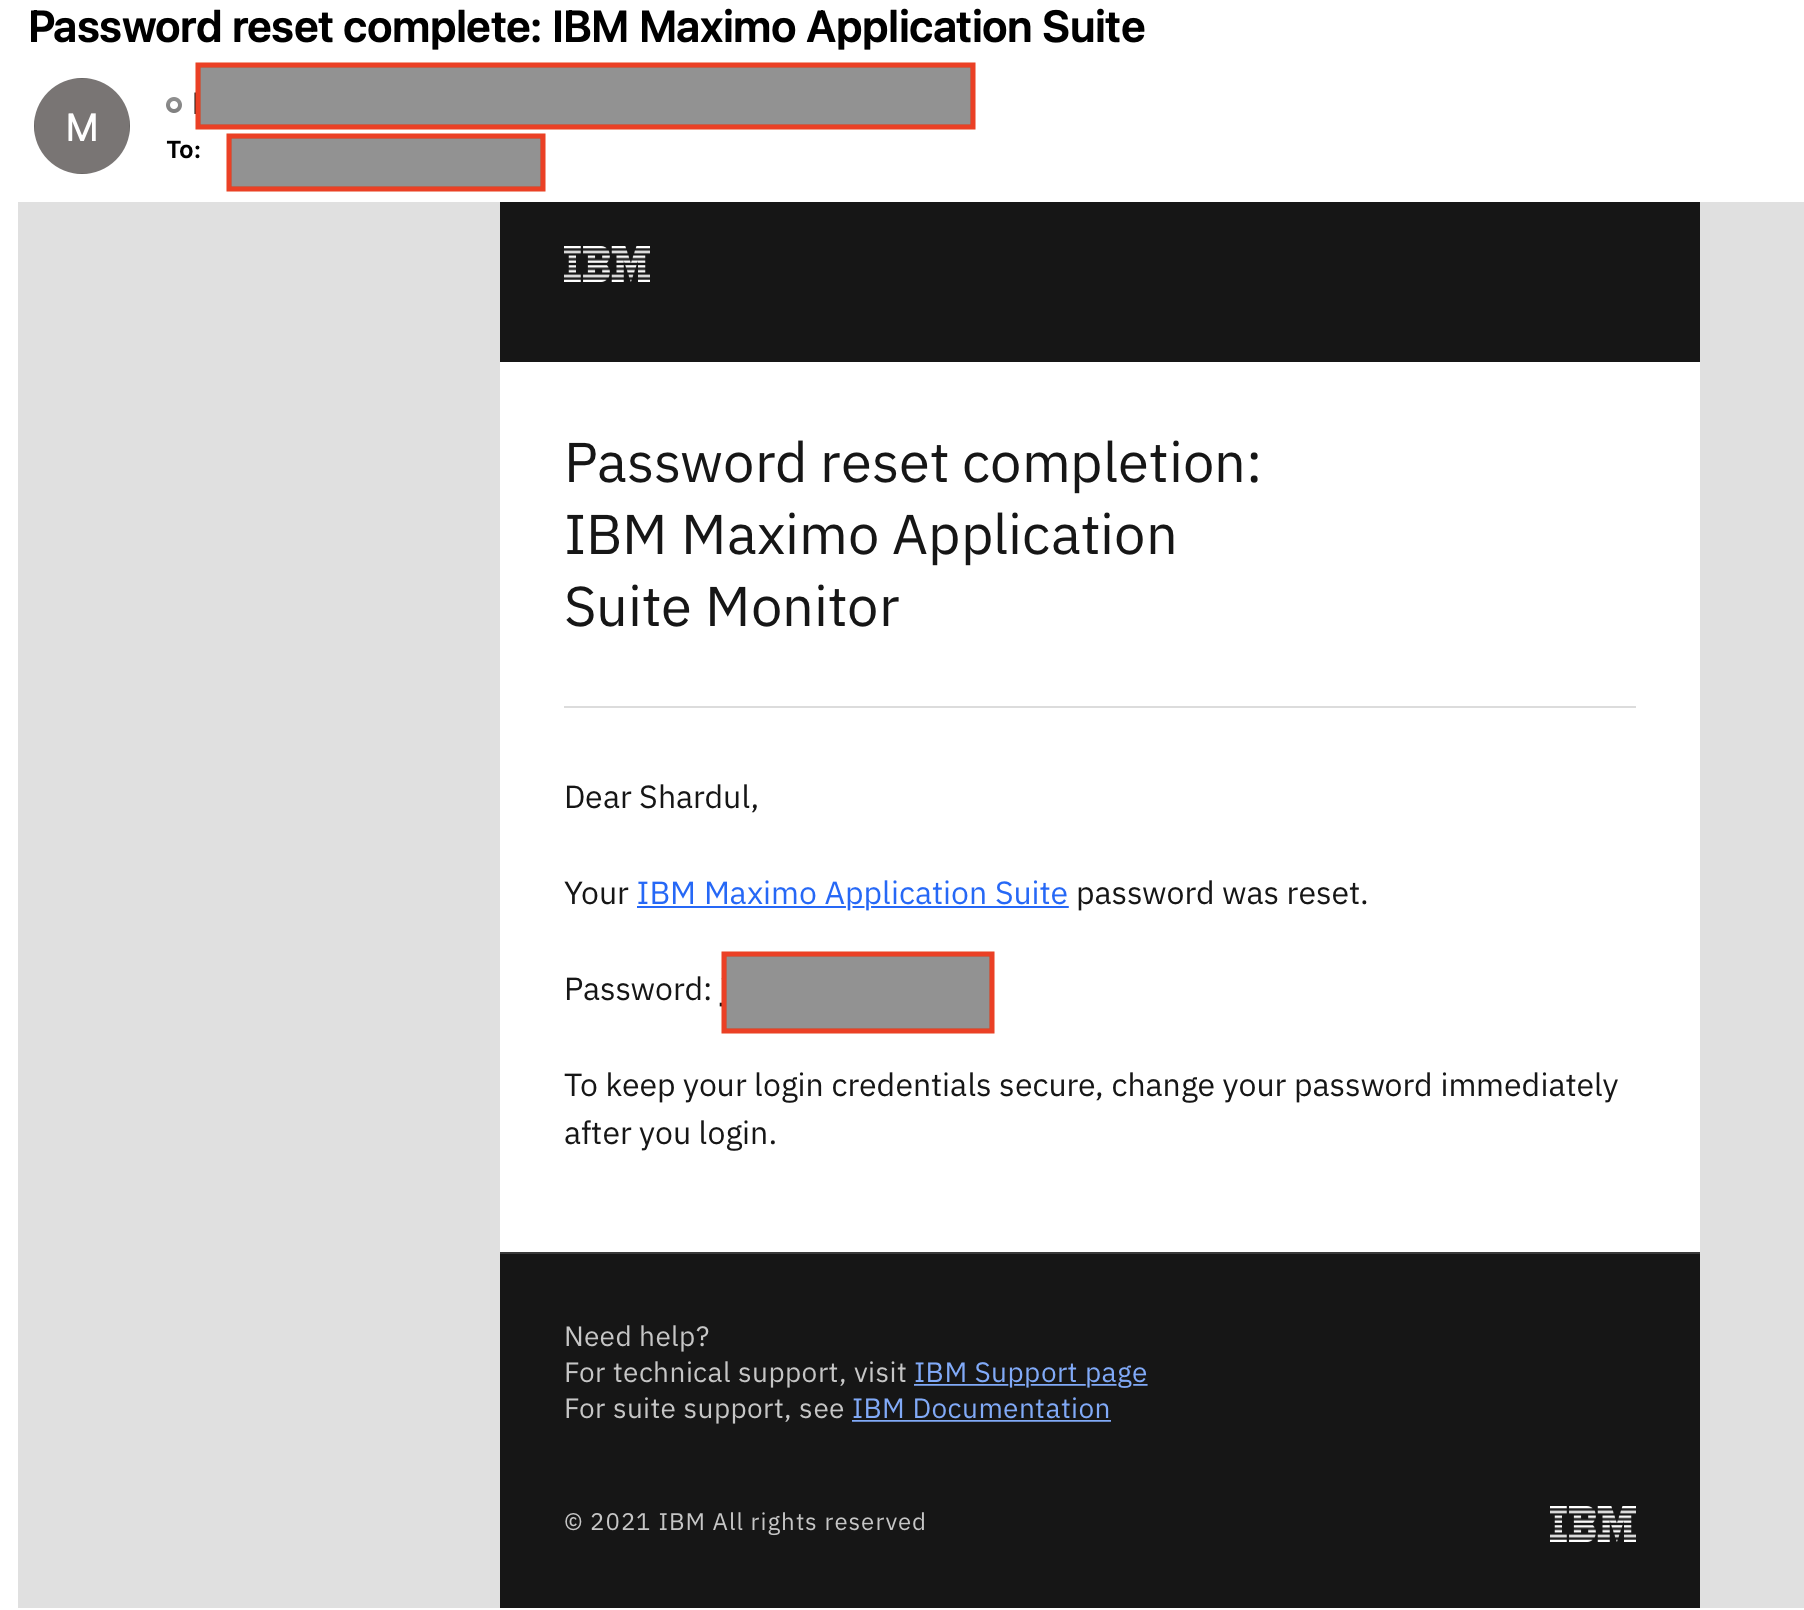 Password reset complete: IBM Maximo Application Suite
M
To:
IBM
Password reset completion:
IBM Maximo Application
Suite Monitor
Dear Shardul,
Your IBM Maximo Application Suite password was reset.
Password:
To keep your login credentials secure, change your password immediately
after you login.
Need help?
For technical support, visit IBM Support page
For suite support, see IBM Documentation
© 2021 IBM All rights reserved
IBM